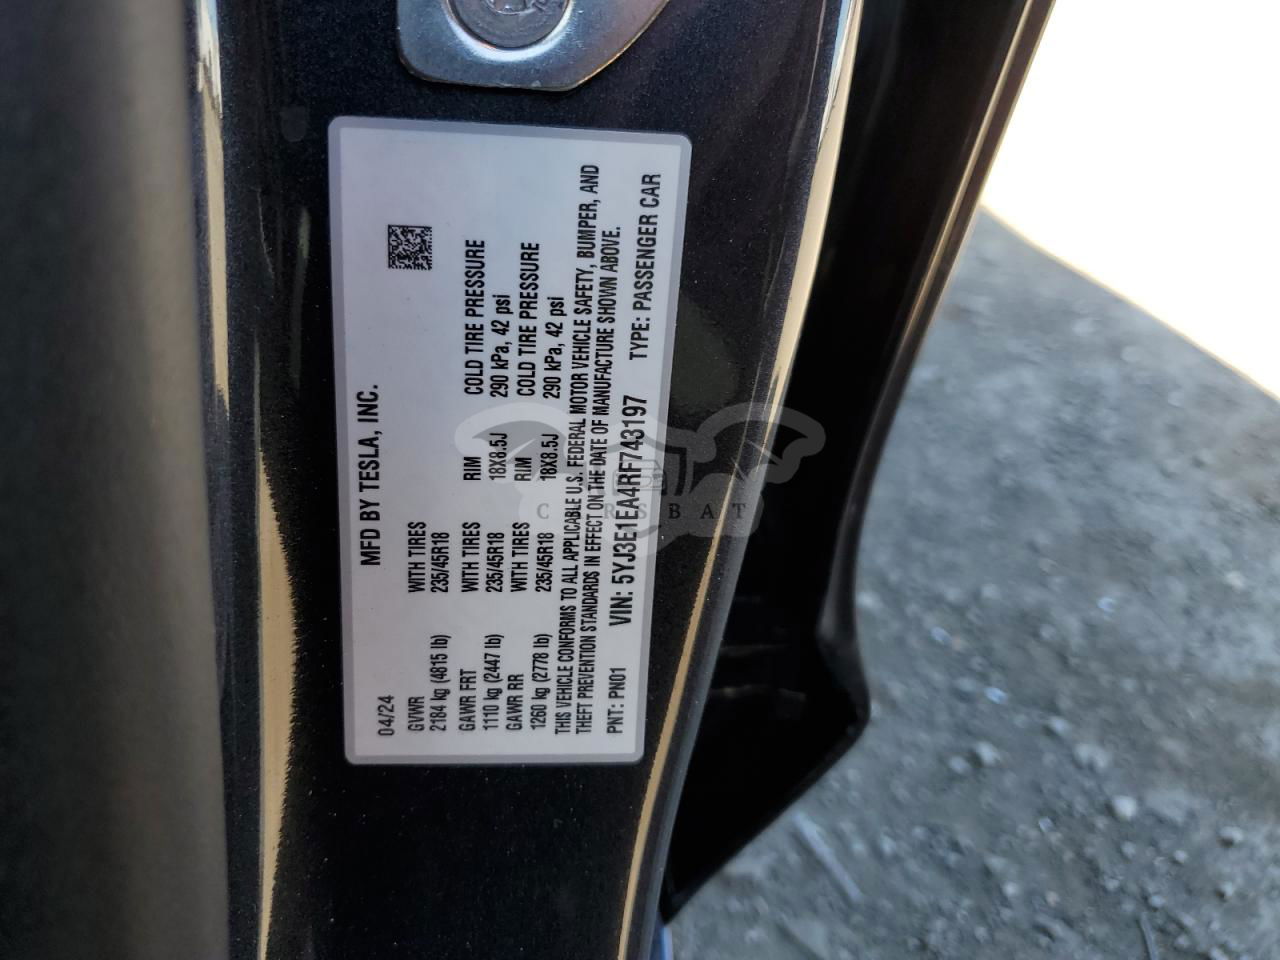 MFD BY TESLA, INC.
04/24
GVWR WITH TIRES RIM COLD TIRE PRESSURE
2184 kg (4815 lb) 235/45R18 18X8.5J 290 kPa, 42 psi
GAWR FRT WITH TIRES RIM COLD TIRE PRESSURE
1110 kg (2447 lb) 235/45R18 18X8.5J 290 kPa, 42 psi
GAWR RR WITH TIRES
1260 kg (2778 lb) 235/45R18
THIS VEHICLE CONFORMS TO ALL APPLICABLE U.S. FEDERAL MOTOR VEHICLE SAFETY, BUMPER, AND
THEFT PREVENTION STANDARDS IN EFFECT ON THE DATE OF MANUFACTURE SHOWN ABOVE.
PNT: PN01 VIN: 5YJ3E1EA4RF743197 TYPE: PASSENGER CAR
CARSBAT